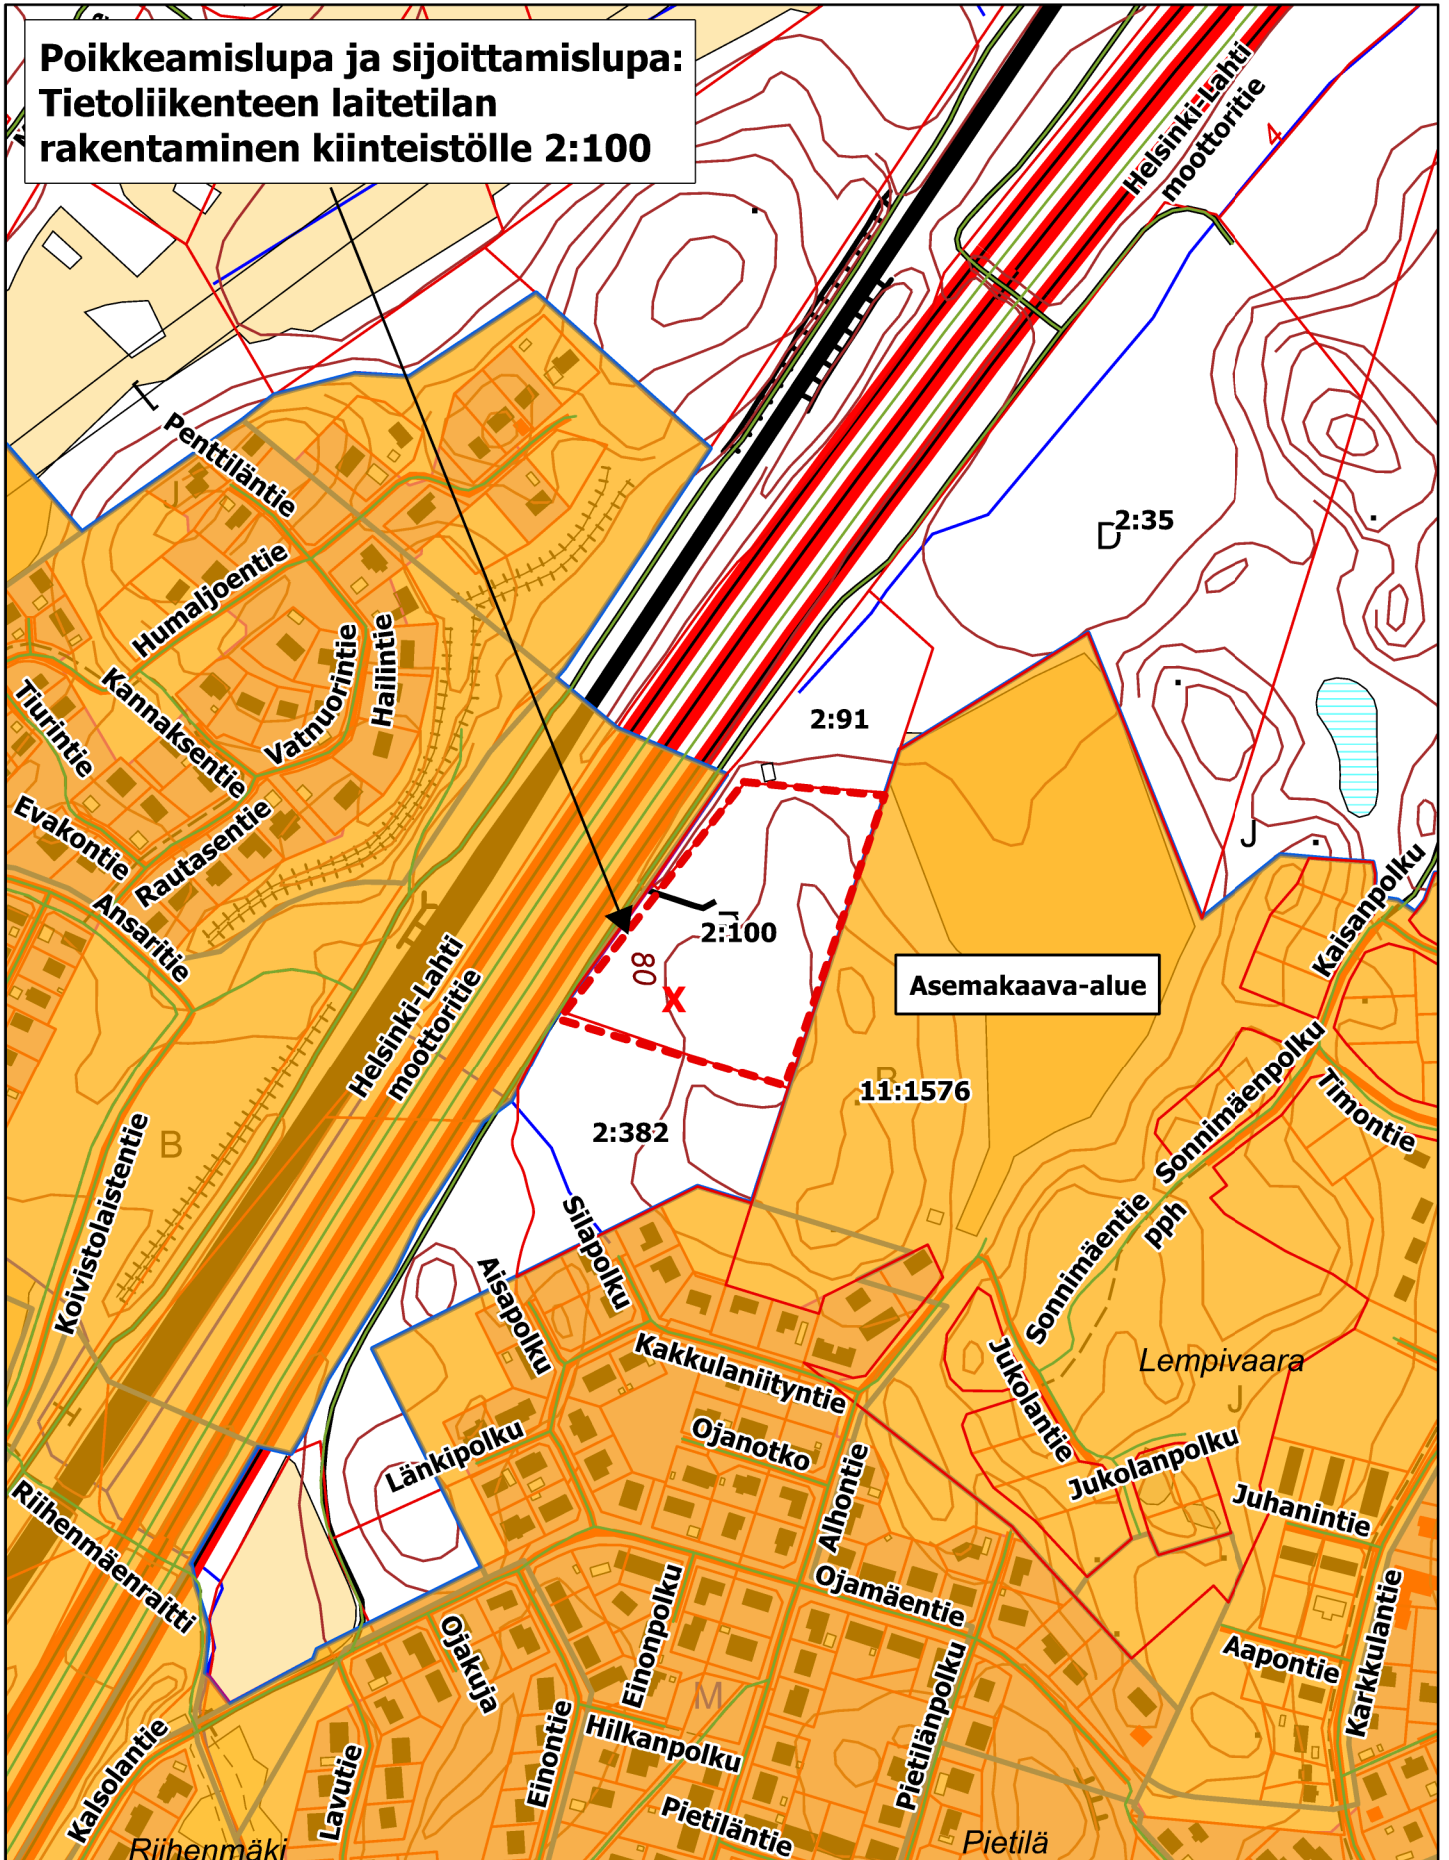 Poikkeamislupa ja sijoittamislupa:
Tietoliikenteen laitetilan
rakentaminen kiinteistölle 2:100
Helsinki-Lahti
moottoritie
4
Penttiläntie
J
D
2:35
Humaljoentie
Vatnuorintie
Hailintie
Kannaksentie
Tiurintie
2:91
Evakontie
Rautasentie
J
Ansaritie
Kaisanpolku
2:100
80
X
Asemakaava-alue
Helsinki-Lahti
moottoritie
B
11:1576
Sonnimäenpolku
Timontie
2:382
B
Koivistolaistentie
Silapolku
Aisapolku
Sonnimäentie
pph
Kakkulaniityntie
Jukolantie
Lempivaara
J
Länkipolku
Ojanotko
Alhontie
Jukolanpolku
Juhanintie
Riihenmäenraitti
Ojamäentie
Ojakuja
Einonpolku
Aapontie
Karkkulantie
M
Pietilänpolku
Kalsolantie
Lavutie
Einontie
Hilkanpolku
Pietiläntie
Riihenmäki
Pietilä